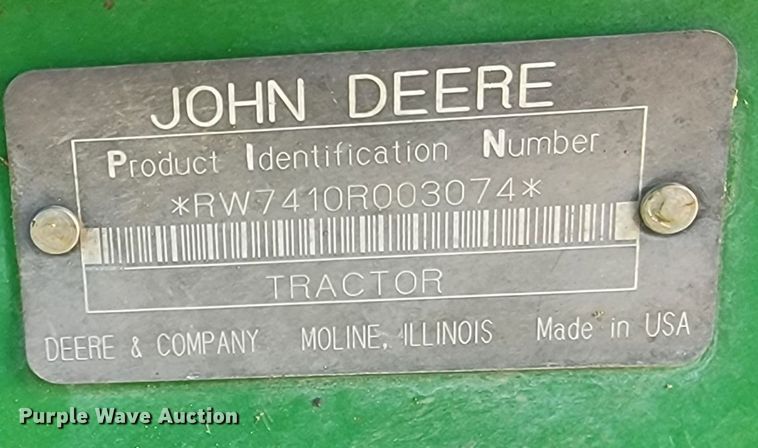 JOHN DEERE
Product Identification Number
*RW7410R003074*
TRACTOR
DEERE & COMPANY MOLINE, ILLINOIS Made in USA
Purple Wave Auction